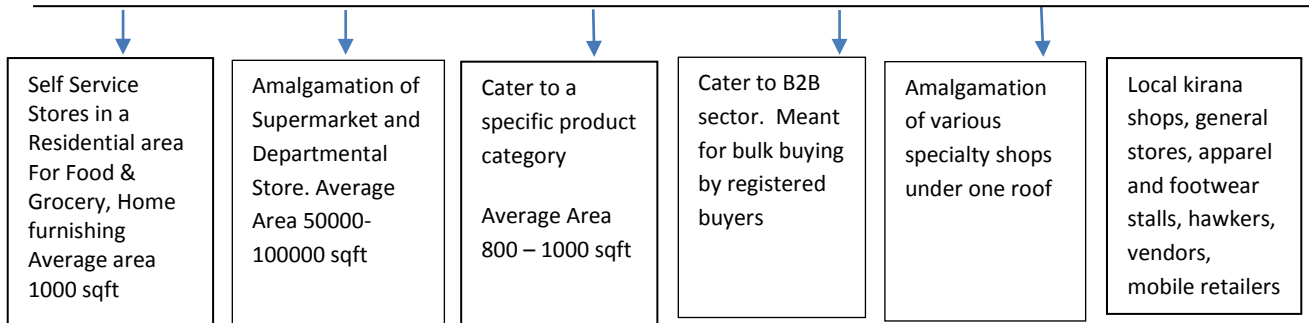 Self Service
Stores in a
Residential area
For Food &
Grocery, Home
furnishing
Average area
1000 sqft
Amalgamation of
Supermarket and
Departmental
Store. Average
Area 50000-
100000 sqft
Cater to a
specific product
category
Average Area
800 – 1000 sqft
Cater to B2B
sector.  Meant
for bulk buying
by registered
buyers
Amalgamation
of various
specialty shops
under one roof
Local kirana
shops, general
stores, apparel
and footwear
stalls, hawkers,
vendors,
mobile retailers